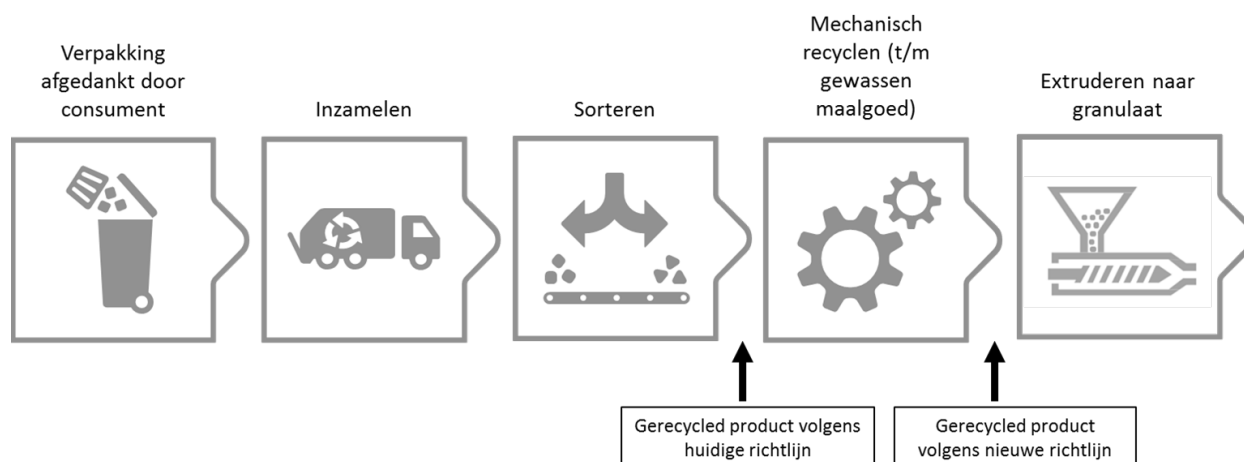 Verpakking
afgedankt door
consument
Inzamelen
Sorteren
Mechanisch
recyclen (t/m
gewassen
maalgoed)
Extruderen naar
granulaat
Gerecycled product volgens
huidige richtlijn
Gerecycled product
volgens nieuwe richtlijn